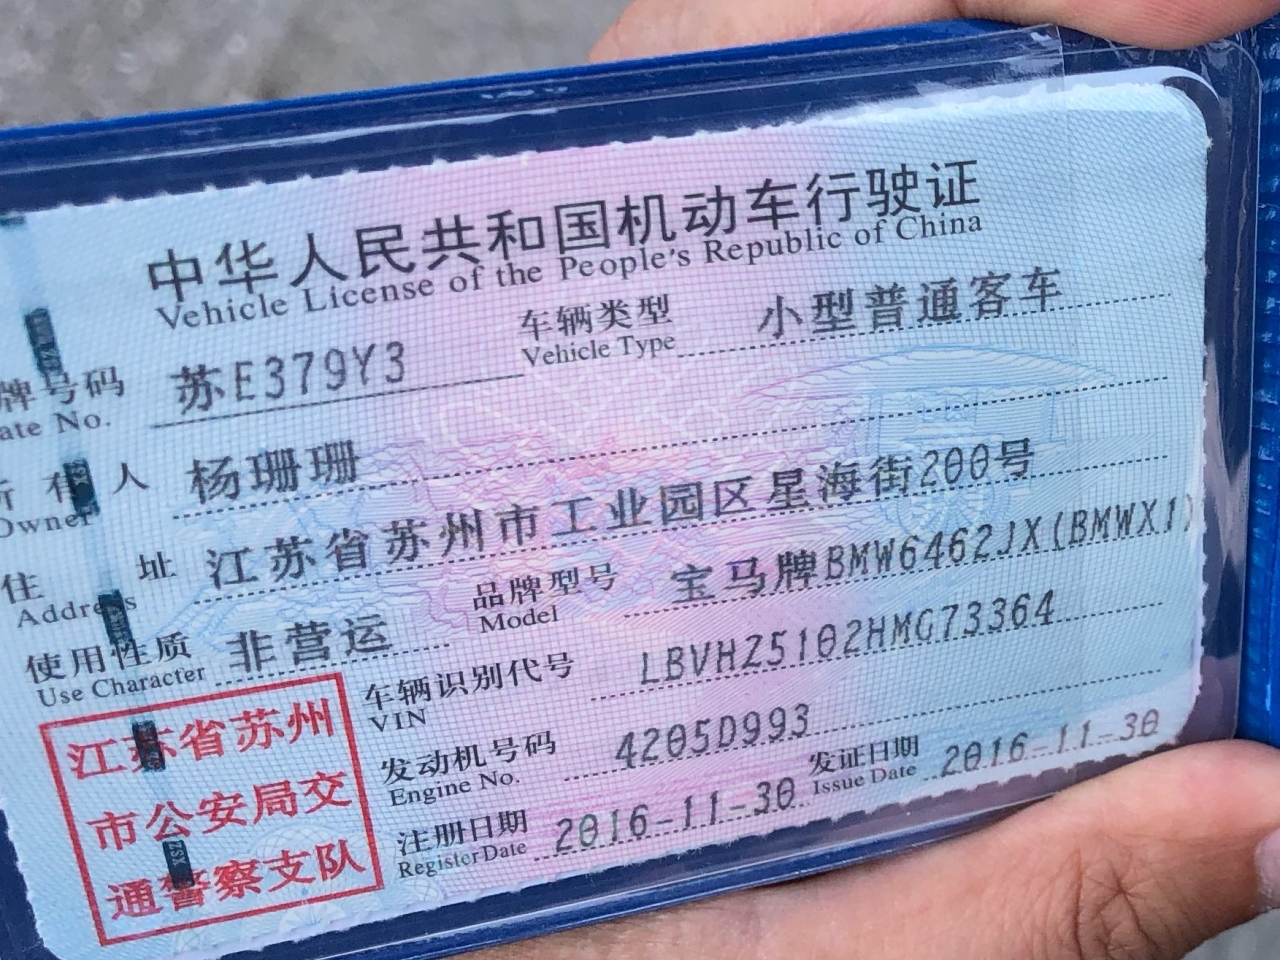 中华人民共和国机动车行驶证
Vehicle License of the People's Republic of China
牌号码 苏E379Y3 车辆类型 小型普通客车
ate No. Vehicle Type
所有人 杨珊珊
Owner
住址 江苏省苏州市工业园区星海街200号
Address
使用性质 非营运 品牌型号 宝马牌BMW6462JX(BMWX1)
Use Character Model
车辆识别代号 LBVHZ5102HMG73364
VIN
发动机号码 4205D993
Engine No.
注册日期 2016-11-30 发证日期 2016-11-30
Register Date Issue Date
江苏省苏州
市公安局交
通警察支队